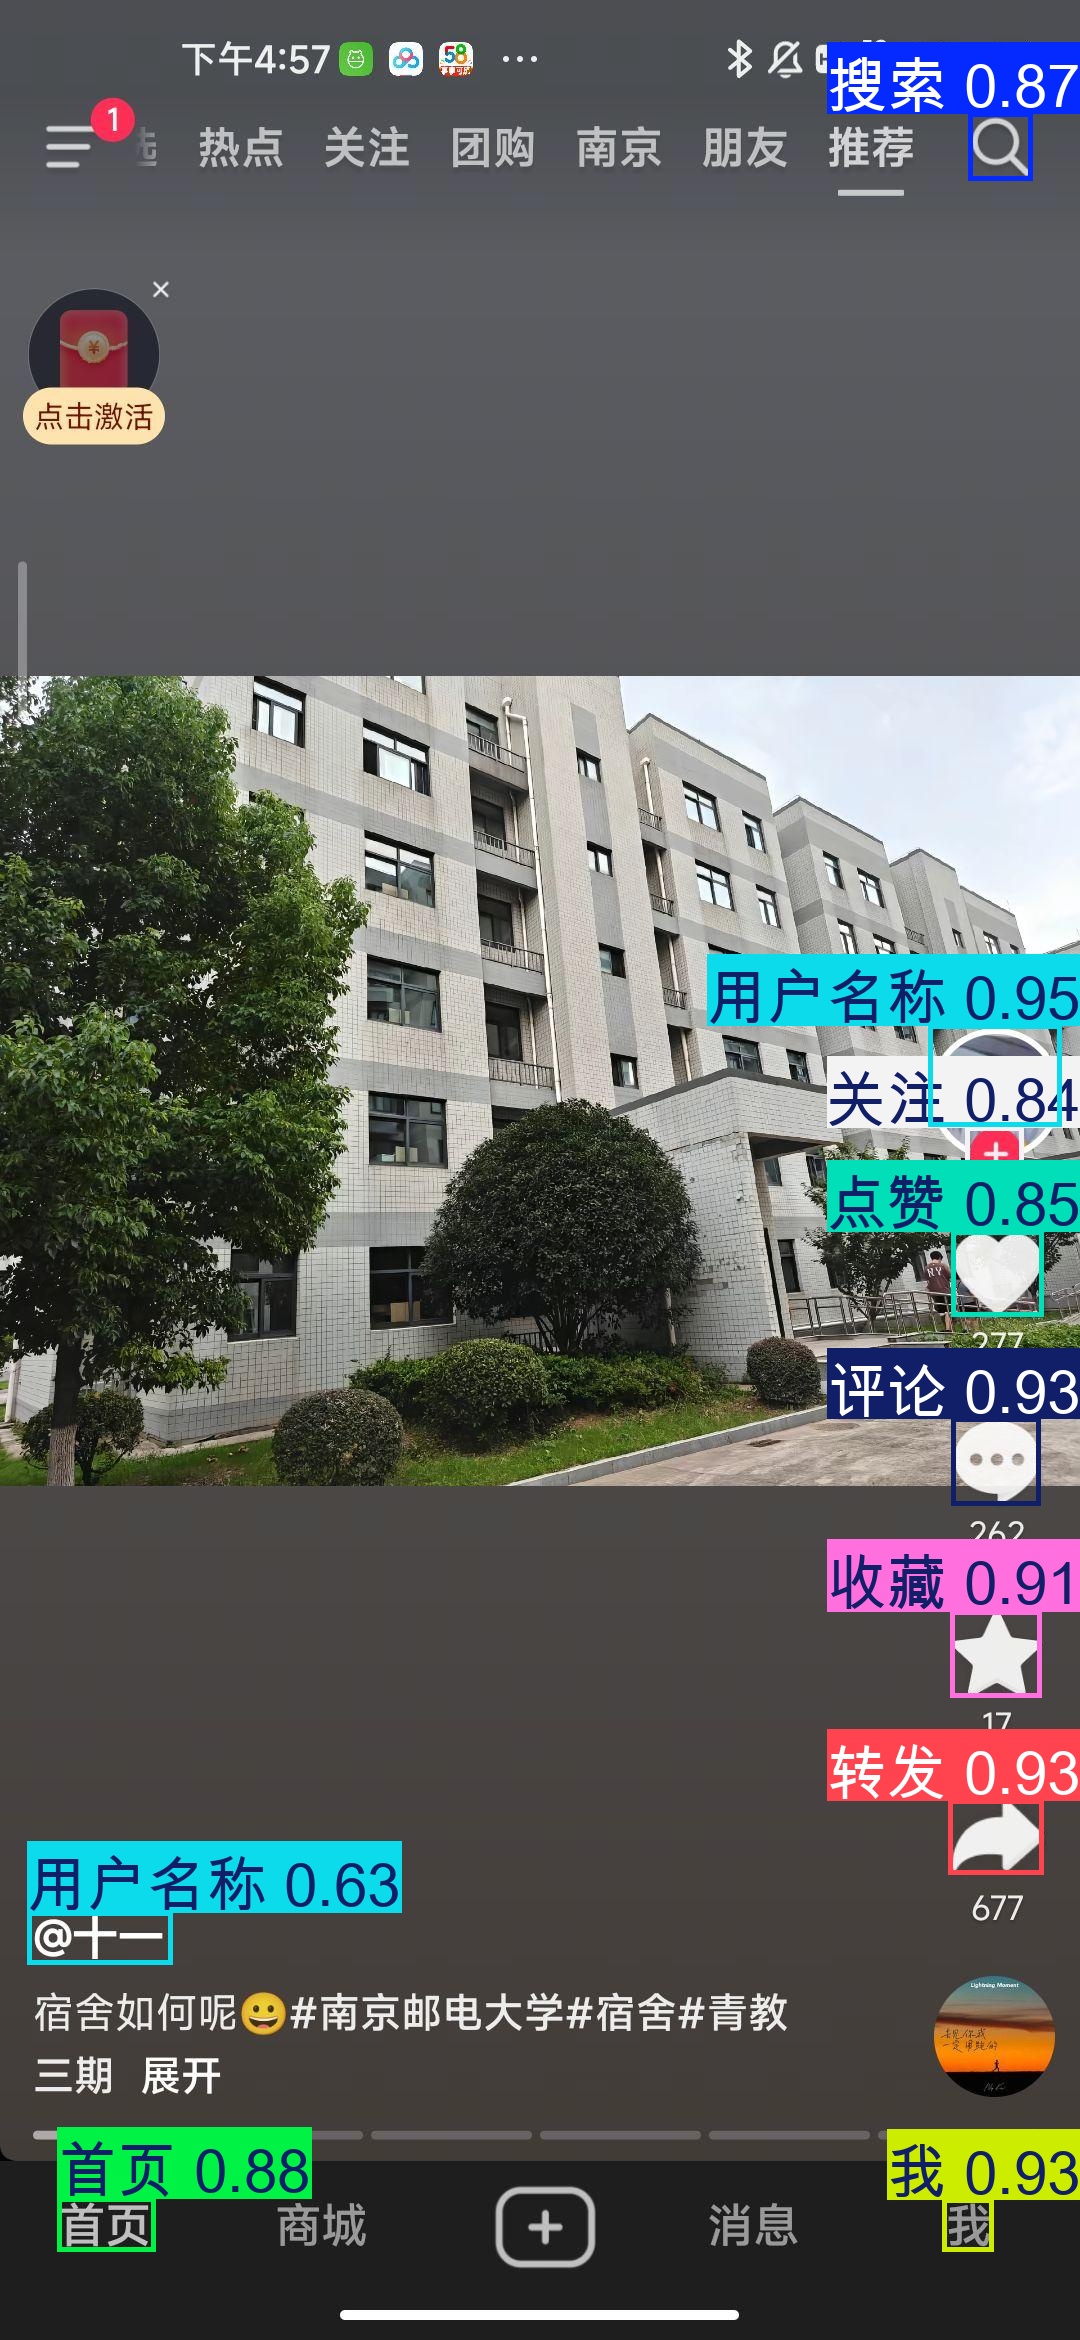 下午4:57
58
搜索 0.87
1
热点 关注 团购 南京 朋友 推荐
点击激活
用户名称 0.95
关注 0.84
点赞 0.85
277
评论 0.93
262
收藏 0.91
17
转发 0.93
677
用户名称 0.63
@十一
宿舍如何呢😀#南京邮电大学#宿舍#青教
三期 展开
Lightning Moment
首页 0.88
我 0.93
首页 商城 消息 我